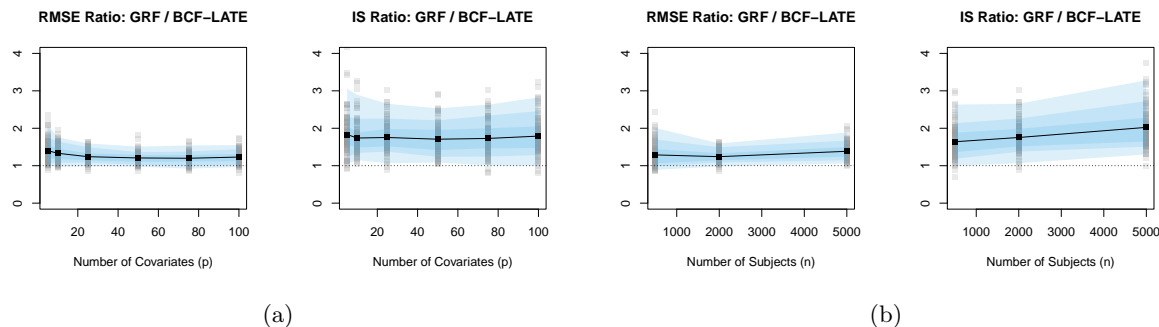 RMSE Ratio: GRF / BCF−LATE
4
3
2
1
0
20 40 60 80 100
Number of Covariates (p)
IS Ratio: GRF / BCF−LATE
4
3
2
1
0
20 40 60 80 100
Number of Covariates (p)
(a)
RMSE Ratio: GRF / BCF−LATE
4
3
2
1
0
1000 2000 3000 4000 5000
Number of Subjects (n)
IS Ratio: GRF / BCF−LATE
4
3
2
1
0
1000 2000 3000 4000 5000
Number of Subjects (n)
(b)